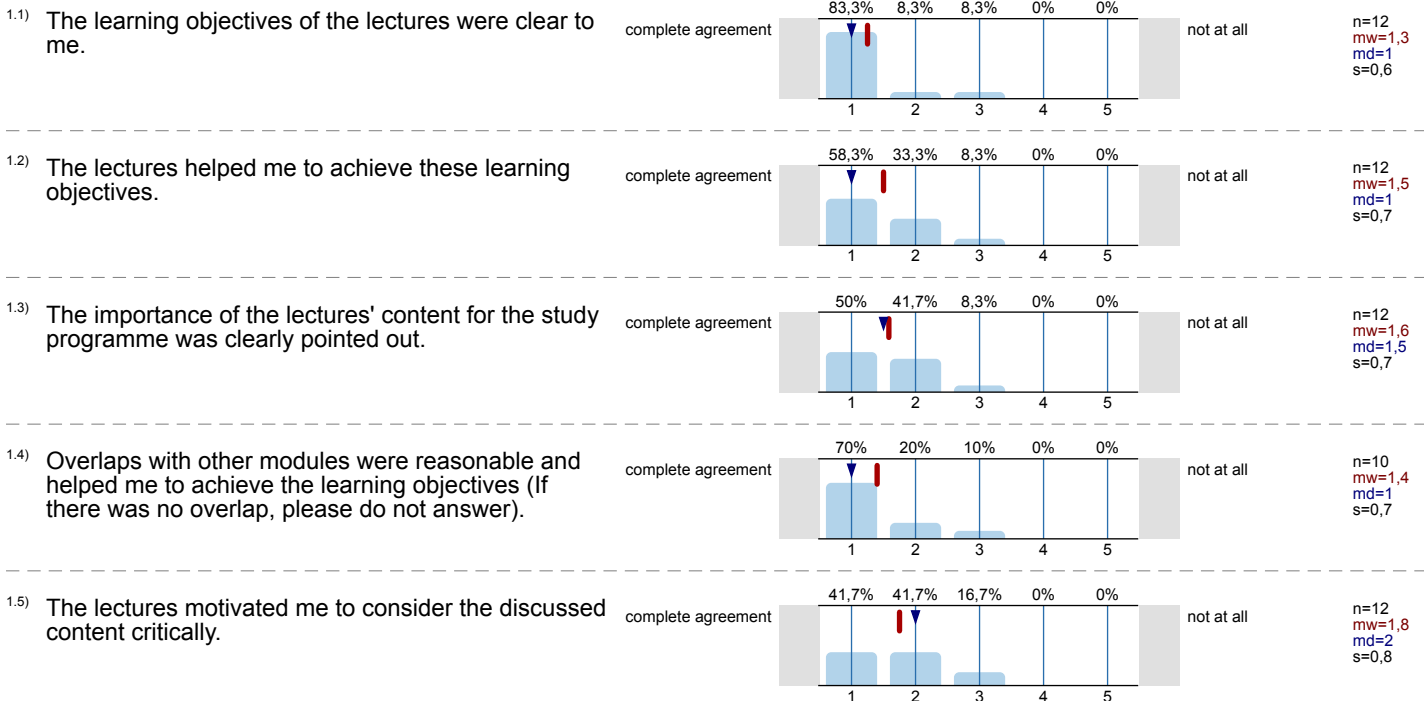 1.1) The learning objectives of the lectures were clear to
me.
complete agreement
83,3% 8,3% 8,3% 0% 0%
1 2 3 4 5
not at all
n=12
mw=1,3
md=1
s=0,6
1.2) The lectures helped me to achieve these learning
objectives.
complete agreement
58,3% 33,3% 8,3% 0% 0%
1 2 3 4 5
not at all
n=12
mw=1,5
md=1
s=0,7
1.3) The importance of the lectures' content for the study
programme was clearly pointed out.
complete agreement
50% 41,7% 8,3% 0% 0%
1 2 3 4 5
not at all
n=12
mw=1,6
md=1,5
s=0,7
1.4) Overlaps with other modules were reasonable and
helped me to achieve the learning objectives (If
there was no overlap, please do not answer).
complete agreement
70% 20% 10% 0% 0%
1 2 3 4 5
not at all
n=10
mw=1,4
md=1
s=0,7
1.5) The lectures motivated me to consider the discussed
content critically.
complete agreement
41,7% 41,7% 16,7% 0% 0%
1 2 3 4 5
not at all
n=12
mw=1,8
md=2
s=0,8